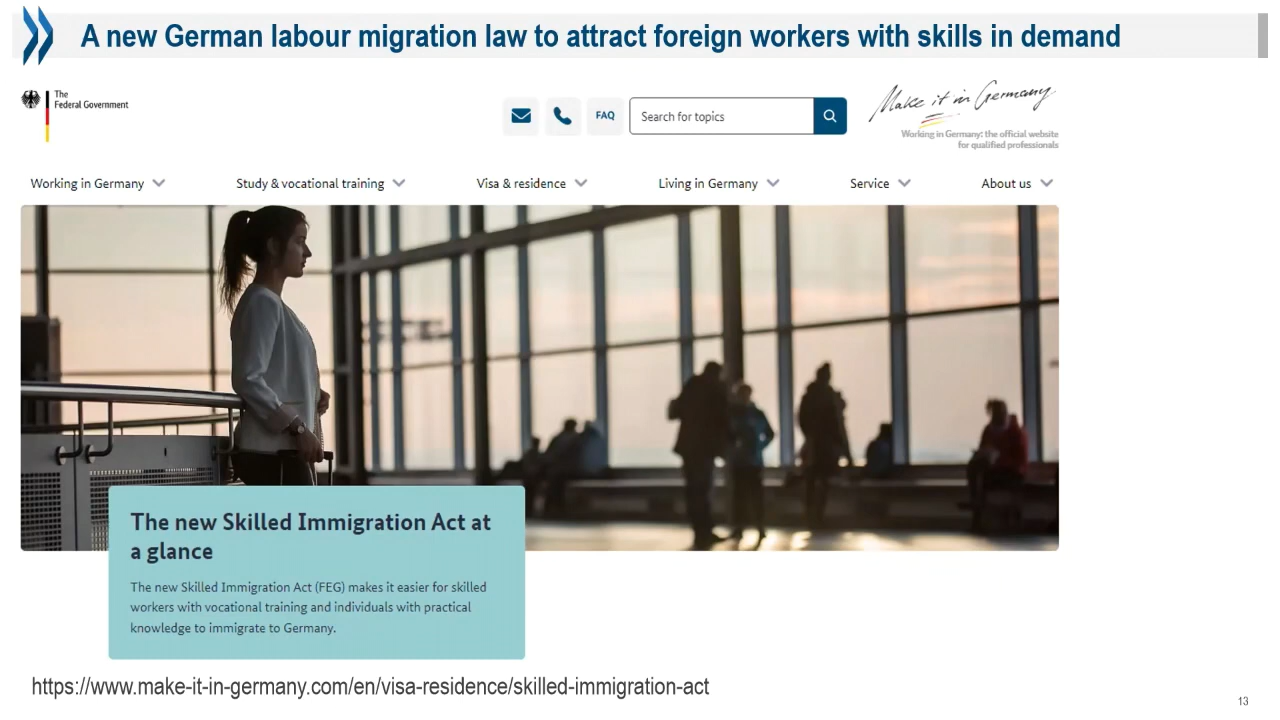 A new German labour migration law to attract foreign workers with skills in demand
The
Federal Government
FAQ
Search for topics
Make it in Germany
Working in Germany: the official website
for qualified professionals
Working in Germany
Study & vocational training
Visa & residence
Living in Germany
Service
About us
The new Skilled Immigration Act at
a glance
The new Skilled Immigration Act (FEG) makes it easier for skilled
workers with vocational training and individuals with practical
knowledge to immigrate to Germany.
https://www.make-it-in-germany.com/en/visa-residence/skilled-immigration-act
13